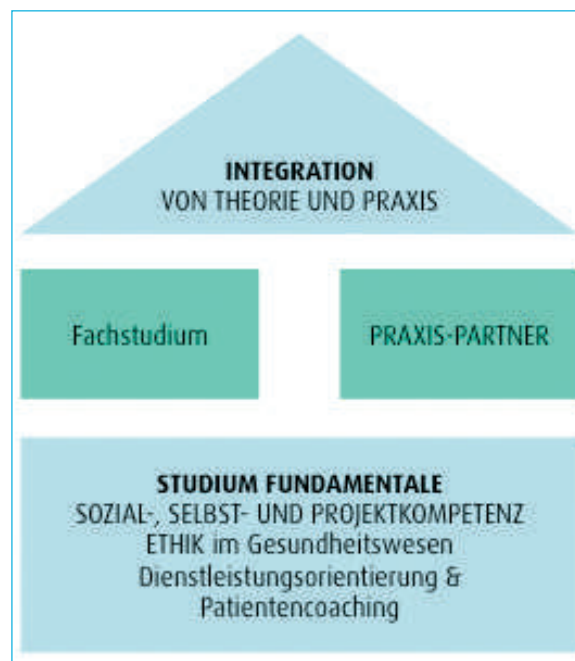 INTEGRATION
VON THEORIE UND PRAXIS
Fachstudium
PRAXIS-PARTNER
STUDIUM FUNDAMENTALE
SOZIAL-, SELBST- UND PROJEKTKOMPETENZ
ETHIK im Gesundheitswesen
Dienstleistungsorientierung &
Patientencoaching